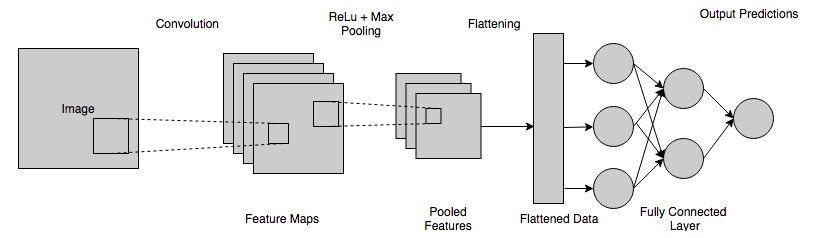 Convolution
ReLu + Max
Pooling
Flattening
Output Predictions
Image
Feature Maps
Pooled
Features
Flattened Data
Fully Connected
Layer